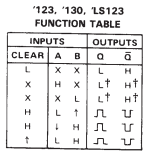 '123, '130, 'LS123
FUNCTION TABLE
INPUTS OUTPUTS
CLEAR A B Q Q̅
L X X L H
X H X L† H†
X X L L† H†
H L ↑
H ↓ H
↑ L H